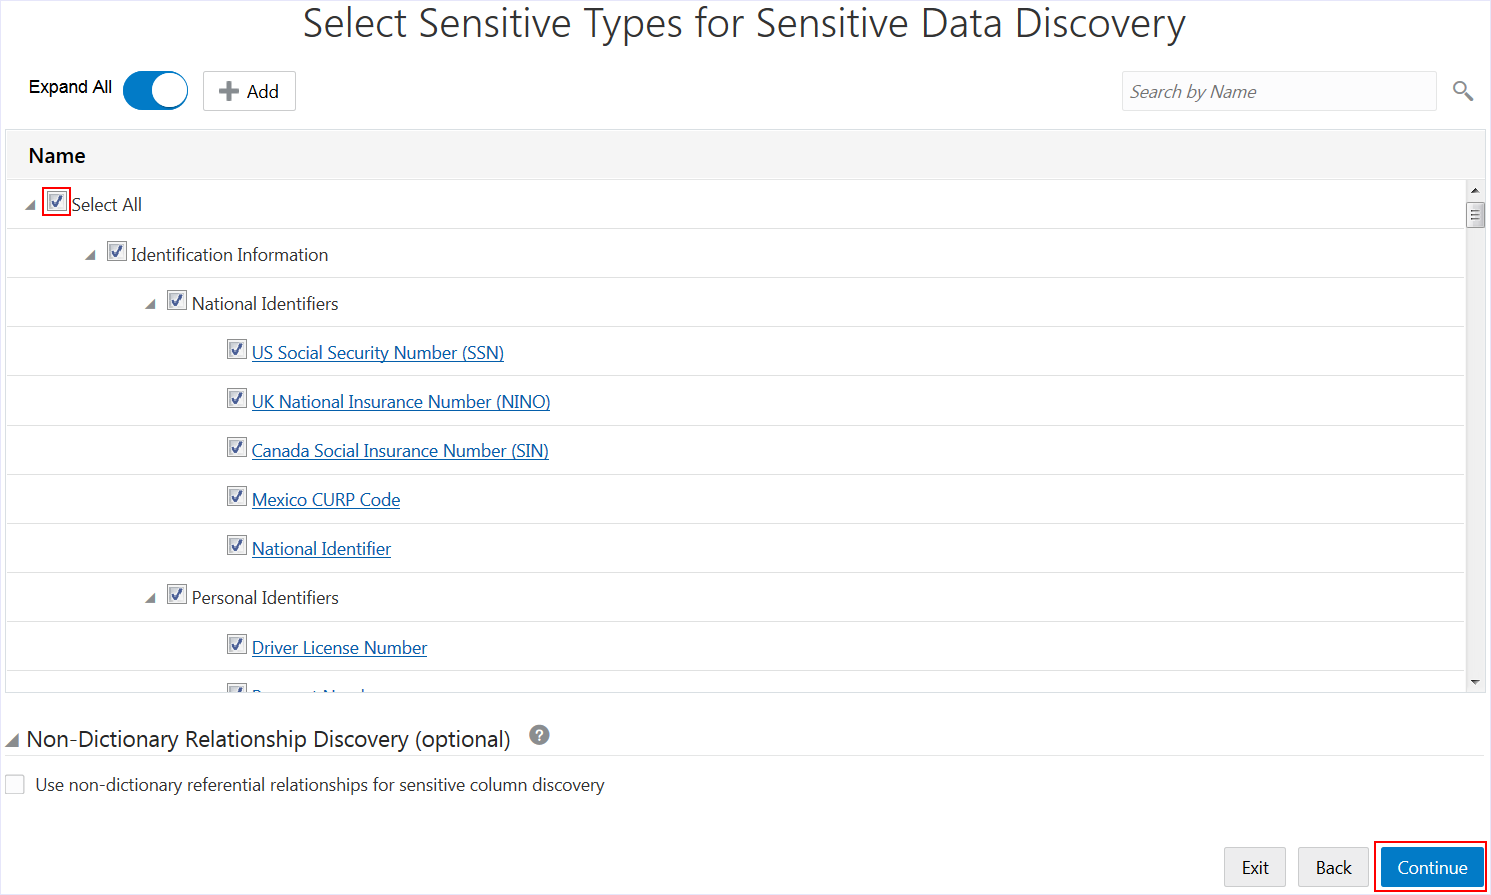 Select Sensitive Types for Sensitive Data Discovery
Expand All
Add
Search by Name
Name
Select All
Identification Information
National Identifiers
US Social Security Number (SSN)
UK National Insurance Number (NINO)
Canada Social Insurance Number (SIN)
Mexico CURP Code
National Identifier
Personal Identifiers
Driver License Number
Non-Dictionary Relationship Discovery (optional) ?
Use non-dictionary referential relationships for sensitive column discovery
Exit Back Continue